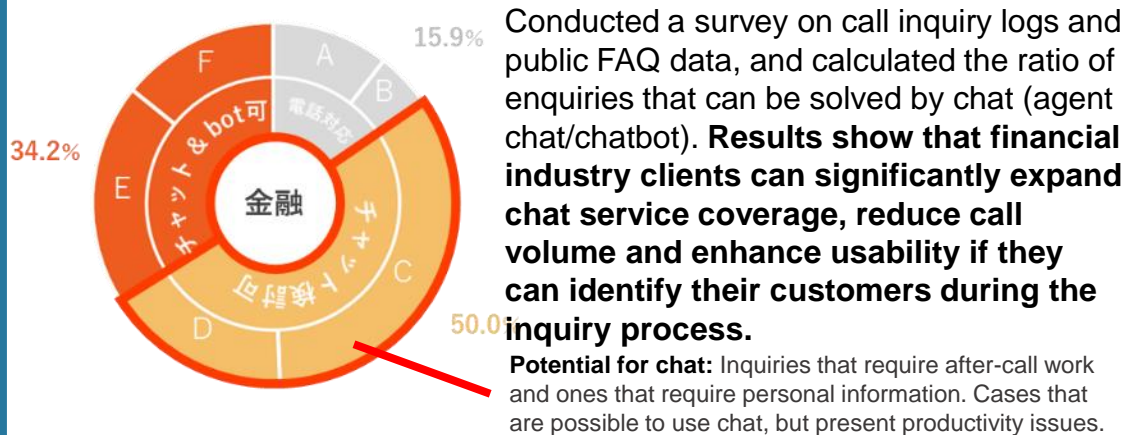 15.9%
34.2%
50.0%
F
A
B
E
C
D
チャット & bot可
電話対応
チャット検討可
金融
Conducted a survey on call inquiry logs and
public FAQ data, and calculated the ratio of
enquiries that can be solved by chat (agent
chat/chatbot). Results show that financial
industry clients can significantly expand
chat service coverage, reduce call
volume and enhance usability if they
can identify their customers during the
inquiry process.
Potential for chat: Inquiries that require after-call work
and ones that require personal information. Cases that
are possible to use chat, but present productivity issues.